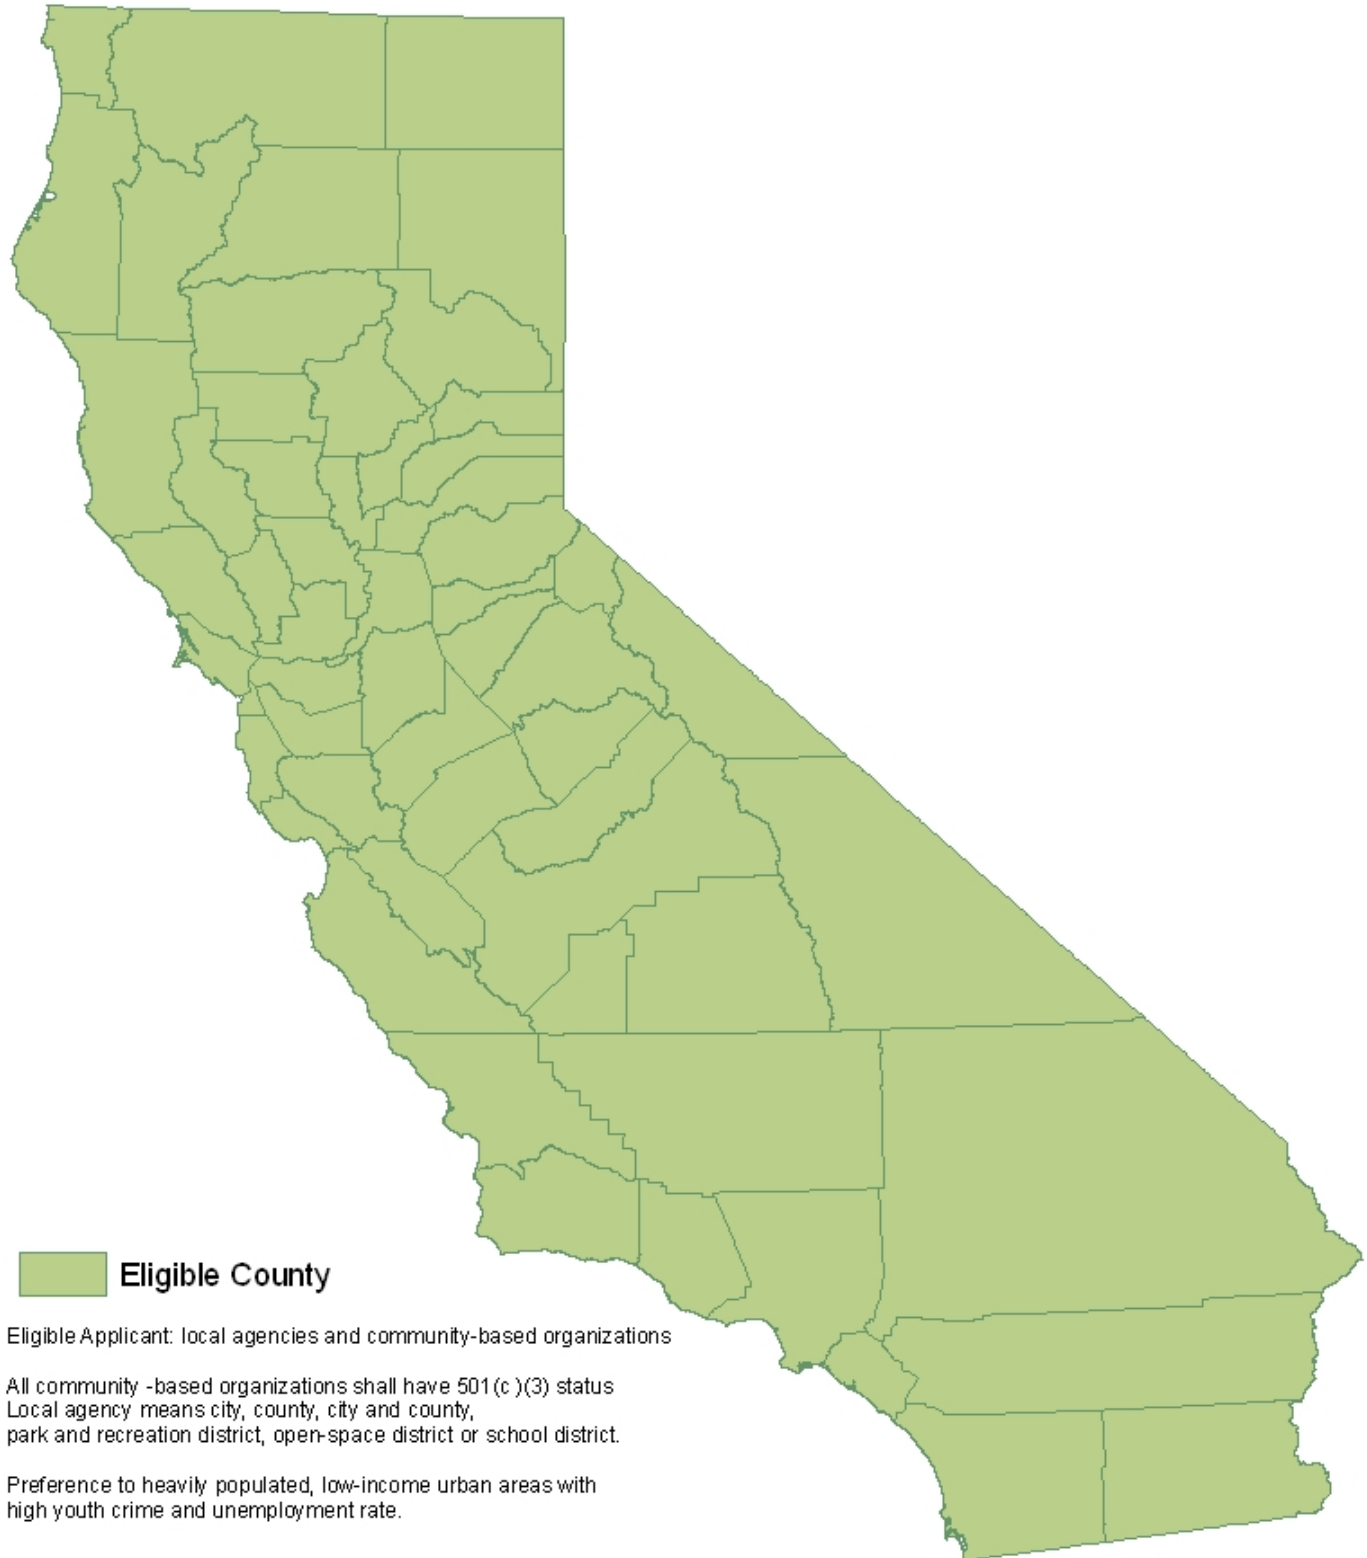 Eligible County
Eligible Applicant: local agencies and community-based organizations
All community -based organizations shall have 501(c )(3) status
Local agency means city, county, city and county,
park and recreation district, open-space district or school district.
Preference to heavily populated, low-income urban areas with
high youth crime and unemployment rate.